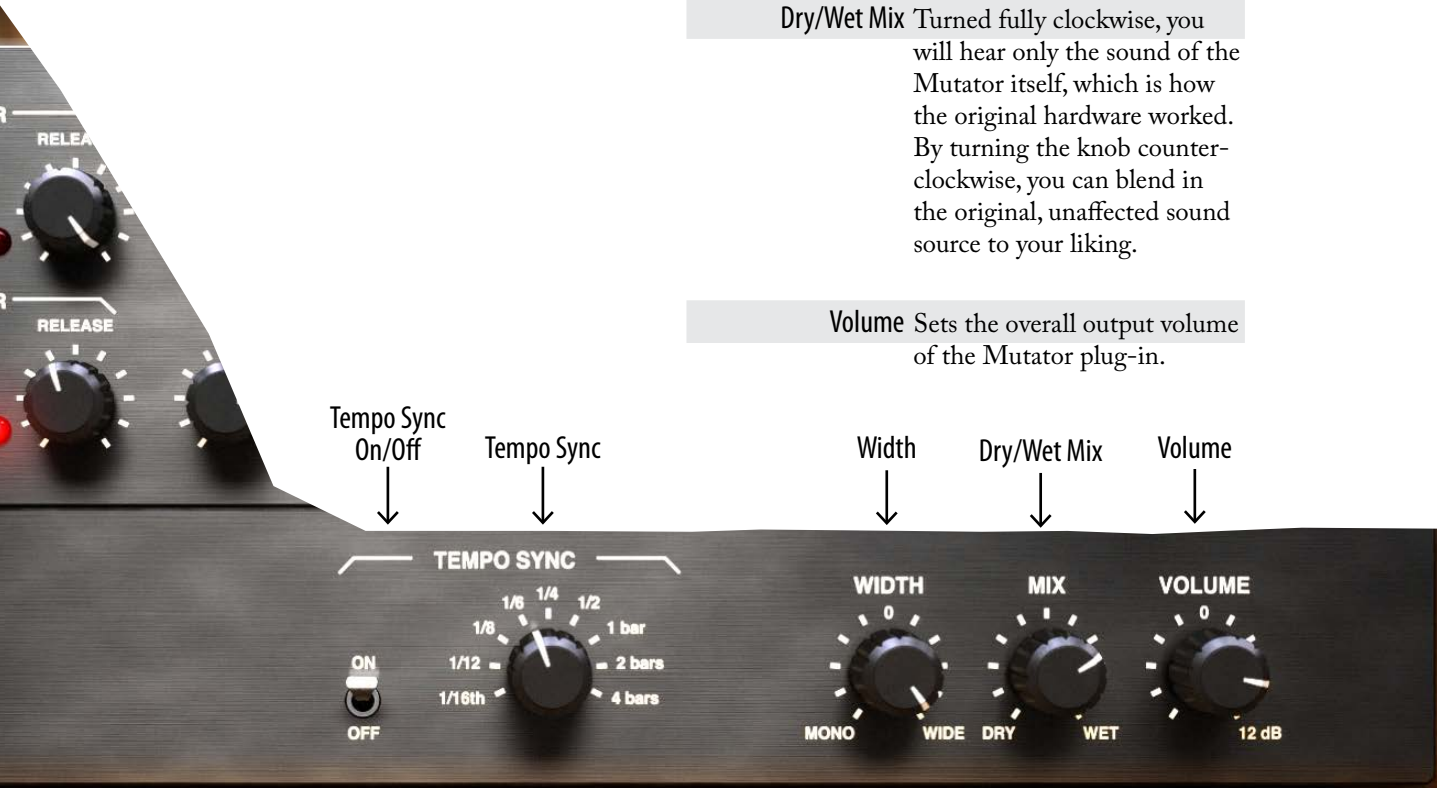 Dry/Wet Mix Turned fully clockwise, you
will hear only the sound of the
Mutator itself, which is how
the original hardware worked.
By turning the knob counter-
clockwise, you can blend in
the original, unaffected sound
source to your liking.
Volume Sets the overall output volume
of the Mutator plug-in.
R
RELEA
R
RELEASE
Tempo Sync
On/Off
Tempo Sync
Width
Dry/Wet Mix
Volume
TEMPO SYNC
ON
OFF
1/16th
1/12
1/8
1/6
1/4
1/2
1 bar
2 bars
4 bars
WIDTH
0
MONO
WIDE
MIX
DRY
WET
VOLUME
0
12 dB